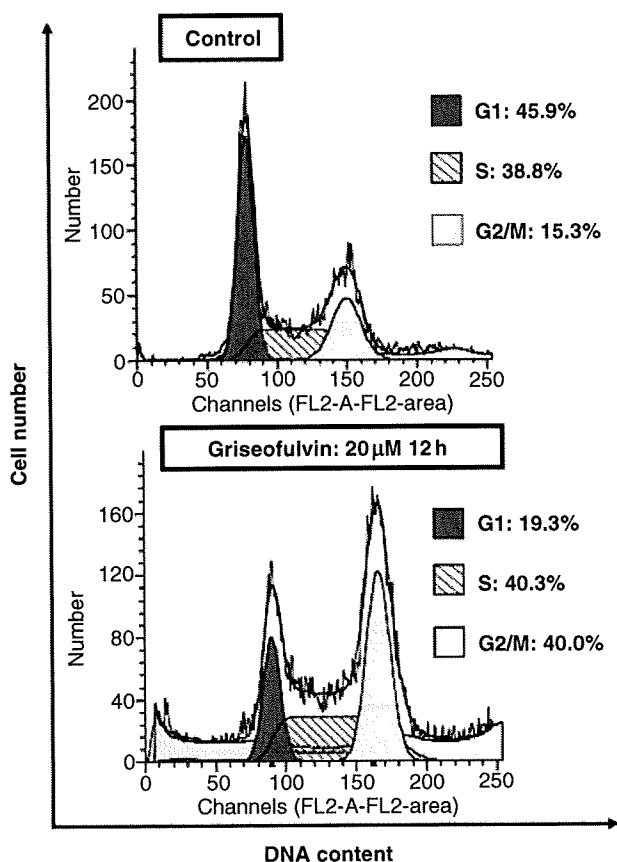 Control
Cell number
Number
200
150
100
50
0
G1: 45.9%
S: 38.8%
G2/M: 15.3%
0 50 100 150 200 250
Channels (FL2-A-FL2-area)
Griseofulvin: 20 µM 12 h
Number
160
120
80
40
0
G1: 19.3%
S: 40.3%
G2/M: 40.0%
0 50 100 150 200 250
Channels (FL2-A-FL2-area)
DNA content